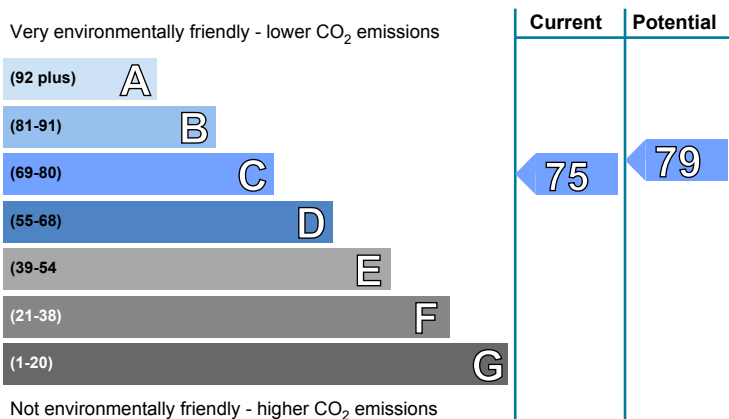 Current Potential
Very environmentally friendly - lower CO2 emissions
(92 plus) A
(81-91) B
(69-80) C
75 79
(55-68) D
(39-54 E
(21-38) F
(1-20) G
Not environmentally friendly - higher CO2 emissions